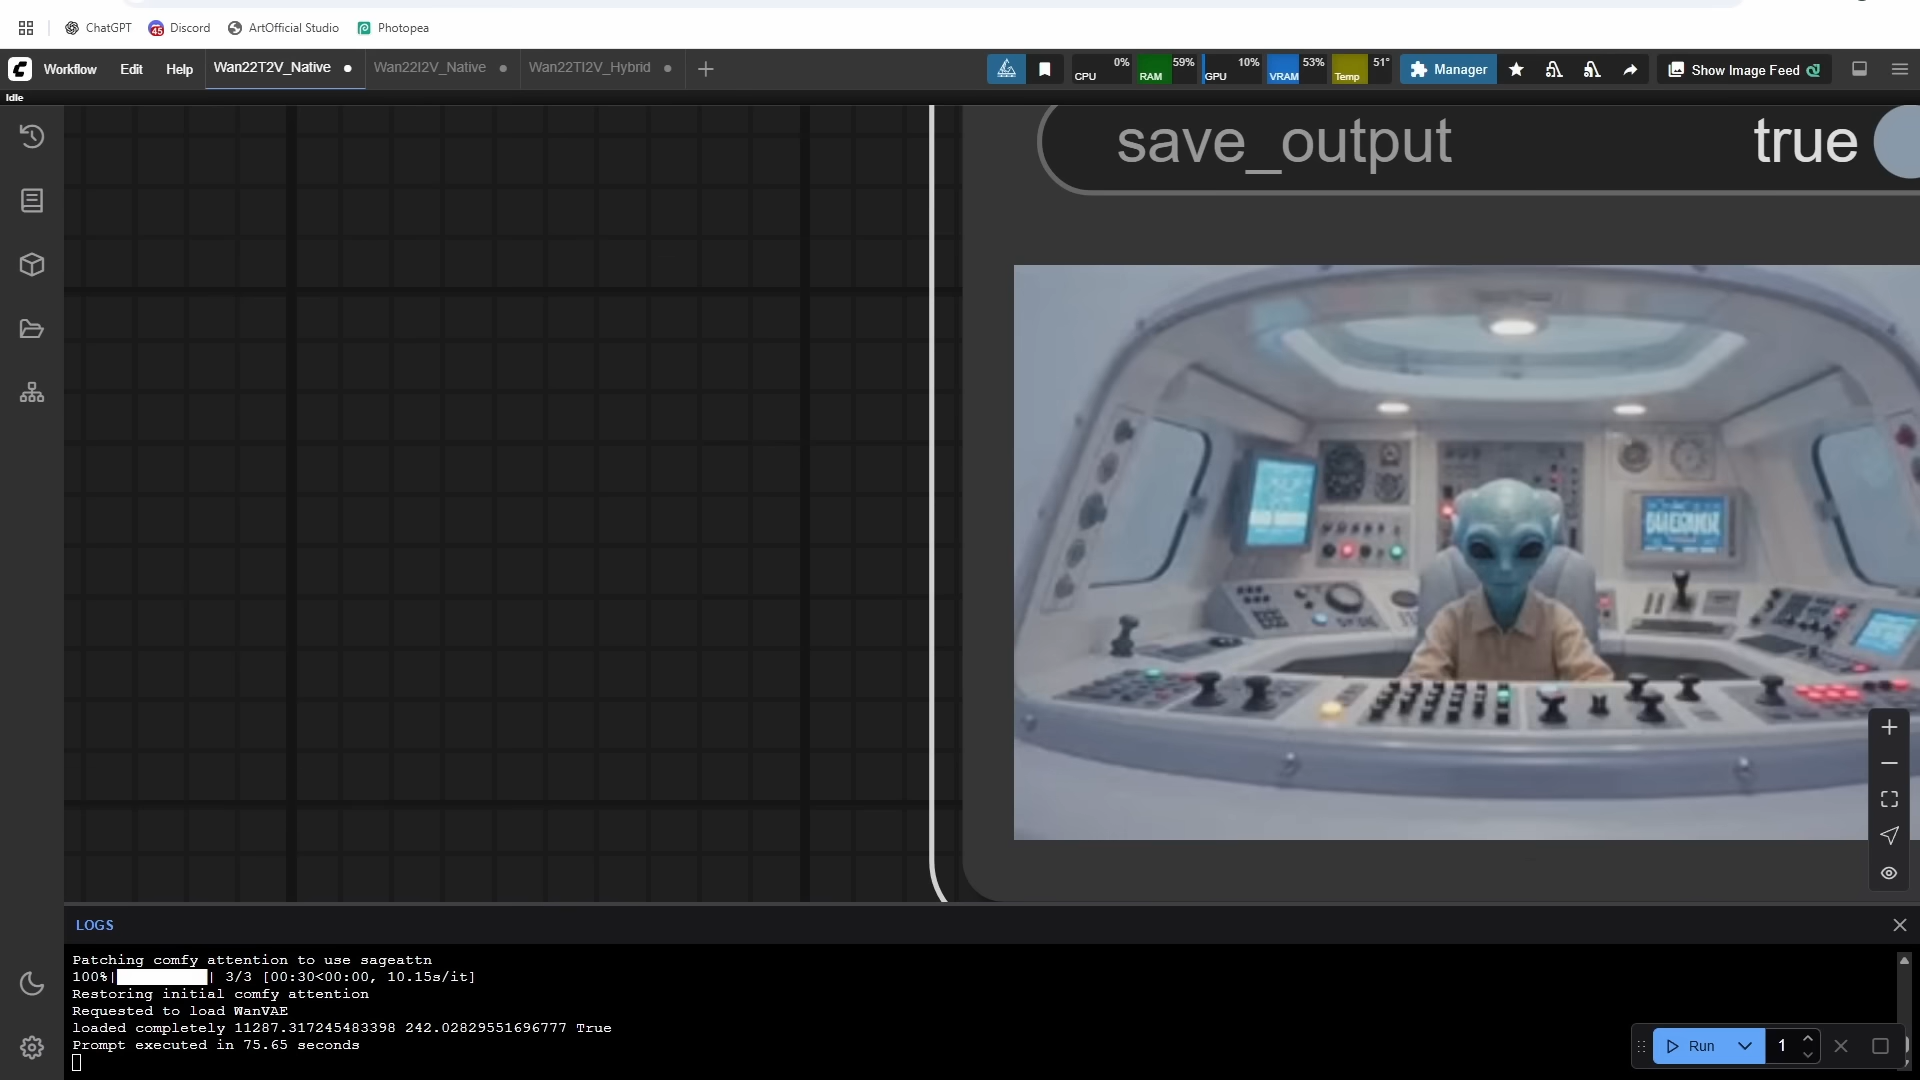 ChatGPT 45 Discord ArtOfficial Studio Photopea
Workflow Edit Help Wan22T2V_Native Wan22I2V_Native Wan22TI2V_Hybrid
CPU 0% RAM 59% GPU 10% VRAM 53% Temp 51° Manager Show Image Feed
Idle
save_output true
LOGS
Patching comfy attention to use sageattn
100%| | 3/3 [00:30<00:00, 10.15s/it]
Restoring initial comfy attention
Requested to load WanVAE
loaded completely 11287.317245483398 242.02829551696777 True
Prompt executed in 75.65 seconds
Run 1